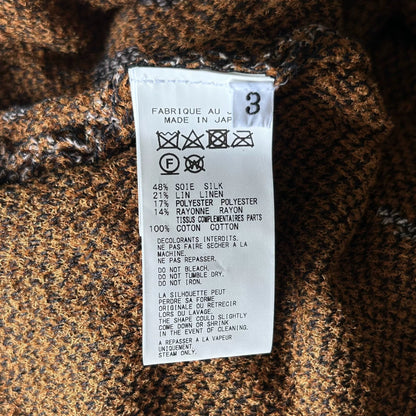 FABRIQUE AU J
MADE IN JAP
3
F W
48% SOIE SILK
21% LIN LINEN
17% POLYESTER POLYESTER
14% RAYONNE RAYON
TISSUS COMPLEMENTAIRES PARTS
100% COTON COTTON
DECOLORANTS INTERDITS.
NE PAS FAIRE SECHER A LA
MACHINE.
NE PAS REPASSER.
DO NOT BLEACH.
DO NOT TUMBLE DRY.
DO NOT IRON.
LA SILHOUETTE PEUT
PERDRE SA FORME
ORIGINALE OU RETRECIR
LORS DU LAVAGE.
THE SHAPE COULD SLIGHTLY
COME DOWN OR SHRINK
IN THE EVENT OF CLEANING.
A REPASSER A LA VAPEUR
UNIQUEMENT.
STEAM ONLY.